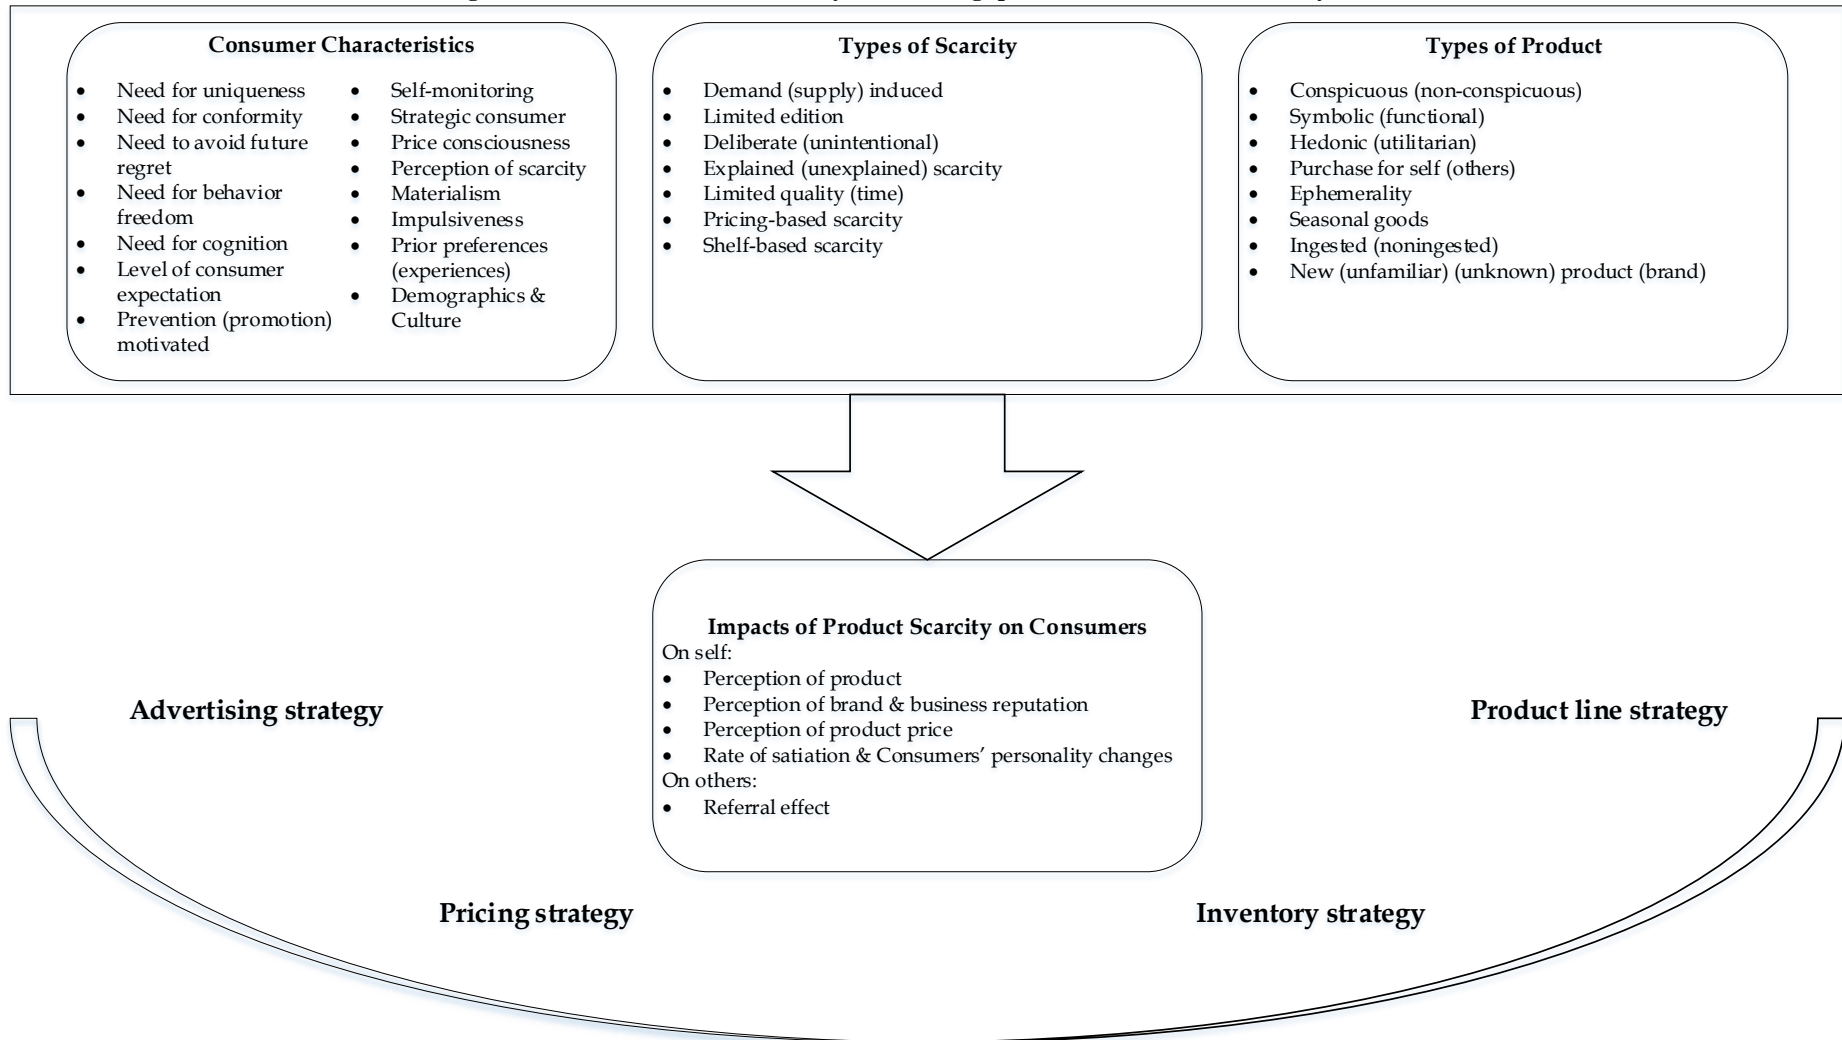 Consumer Characteristics
Need for uniqueness
Need for conformity
Need to avoid future
regret
Need for behavior
freedom
Need for cognition
Level of consumer
expectation
Prevention (promotion)
motivated
Self-monitoring
Strategic consumer
Price consciousness
Perception of scarcity
Materialism
Impulsiveness
Prior preferences
(experiences)
Demographics &
Culture
Types of Scarcity
Demand (supply) induced
Limited edition
Deliberate (unintentional)
Explained (unexplained) scarcity
Limited quality (time)
Pricing-based scarcity
Shelf-based scarcity
Types of Product
Conspicuous (non-conspicuous)
Symbolic (functional)
Hedonic (utilitarian)
Purchase for self (others)
Ephemerality
Seasonal goods
Ingested (noningested)
New (unfamiliar) (unknown) product (brand)
Impacts of Product Scarcity on Consumers
On self:
Perception of product
Perception of brand & business reputation
Perception of product price
Rate of satiation & Consumers’ personality changes
On others:
Referral effect
Advertising strategy
Pricing strategy
Inventory strategy
Product line strategy